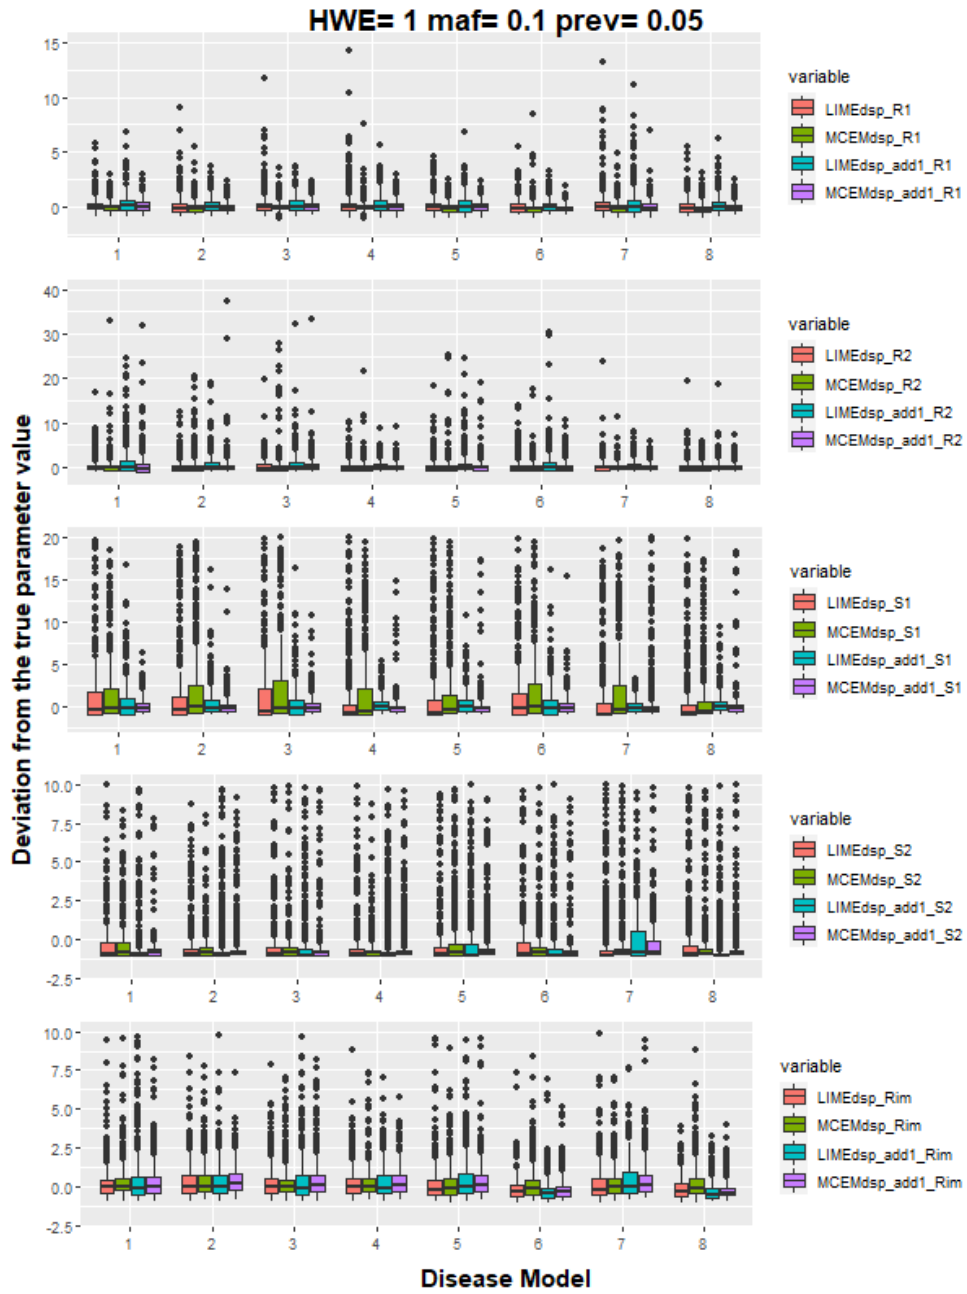 HWE= 1 maf= 0.1 prev= 0.05
Deviation from the true parameter value
15
10
5
0
1 2 3 4 5 6 7 8
variable
LIMEdsp_R1
MCEMdsp_R1
LIMEdsp_add1_R1
MCEMdsp_add1_R1
40
30
20
10
0
1 2 3 4 5 6 7 8
variable
LIMEdsp_R2
MCEMdsp_R2
LIMEdsp_add1_R2
MCEMdsp_add1_R2
20
15
10
5
0
1 2 3 4 5 6 7 8
variable
LIMEdsp_S1
MCEMdsp_S1
LIMEdsp_add1_S1
MCEMdsp_add1_S1
10.0
7.5
5.0
2.5
0.0
-2.5
1 2 3 4 5 6 7 8
variable
LIMEdsp_S2
MCEMdsp_S2
LIMEdsp_add1_S2
MCEMdsp_add1_S2
10.0
7.5
5.0
2.5
0.0
-2.5
1 2 3 4 5 6 7 8
variable
LIMEdsp_Rim
MCEMdsp_Rim
LIMEdsp_add1_Rim
MCEMdsp_add1_Rim
Disease Model